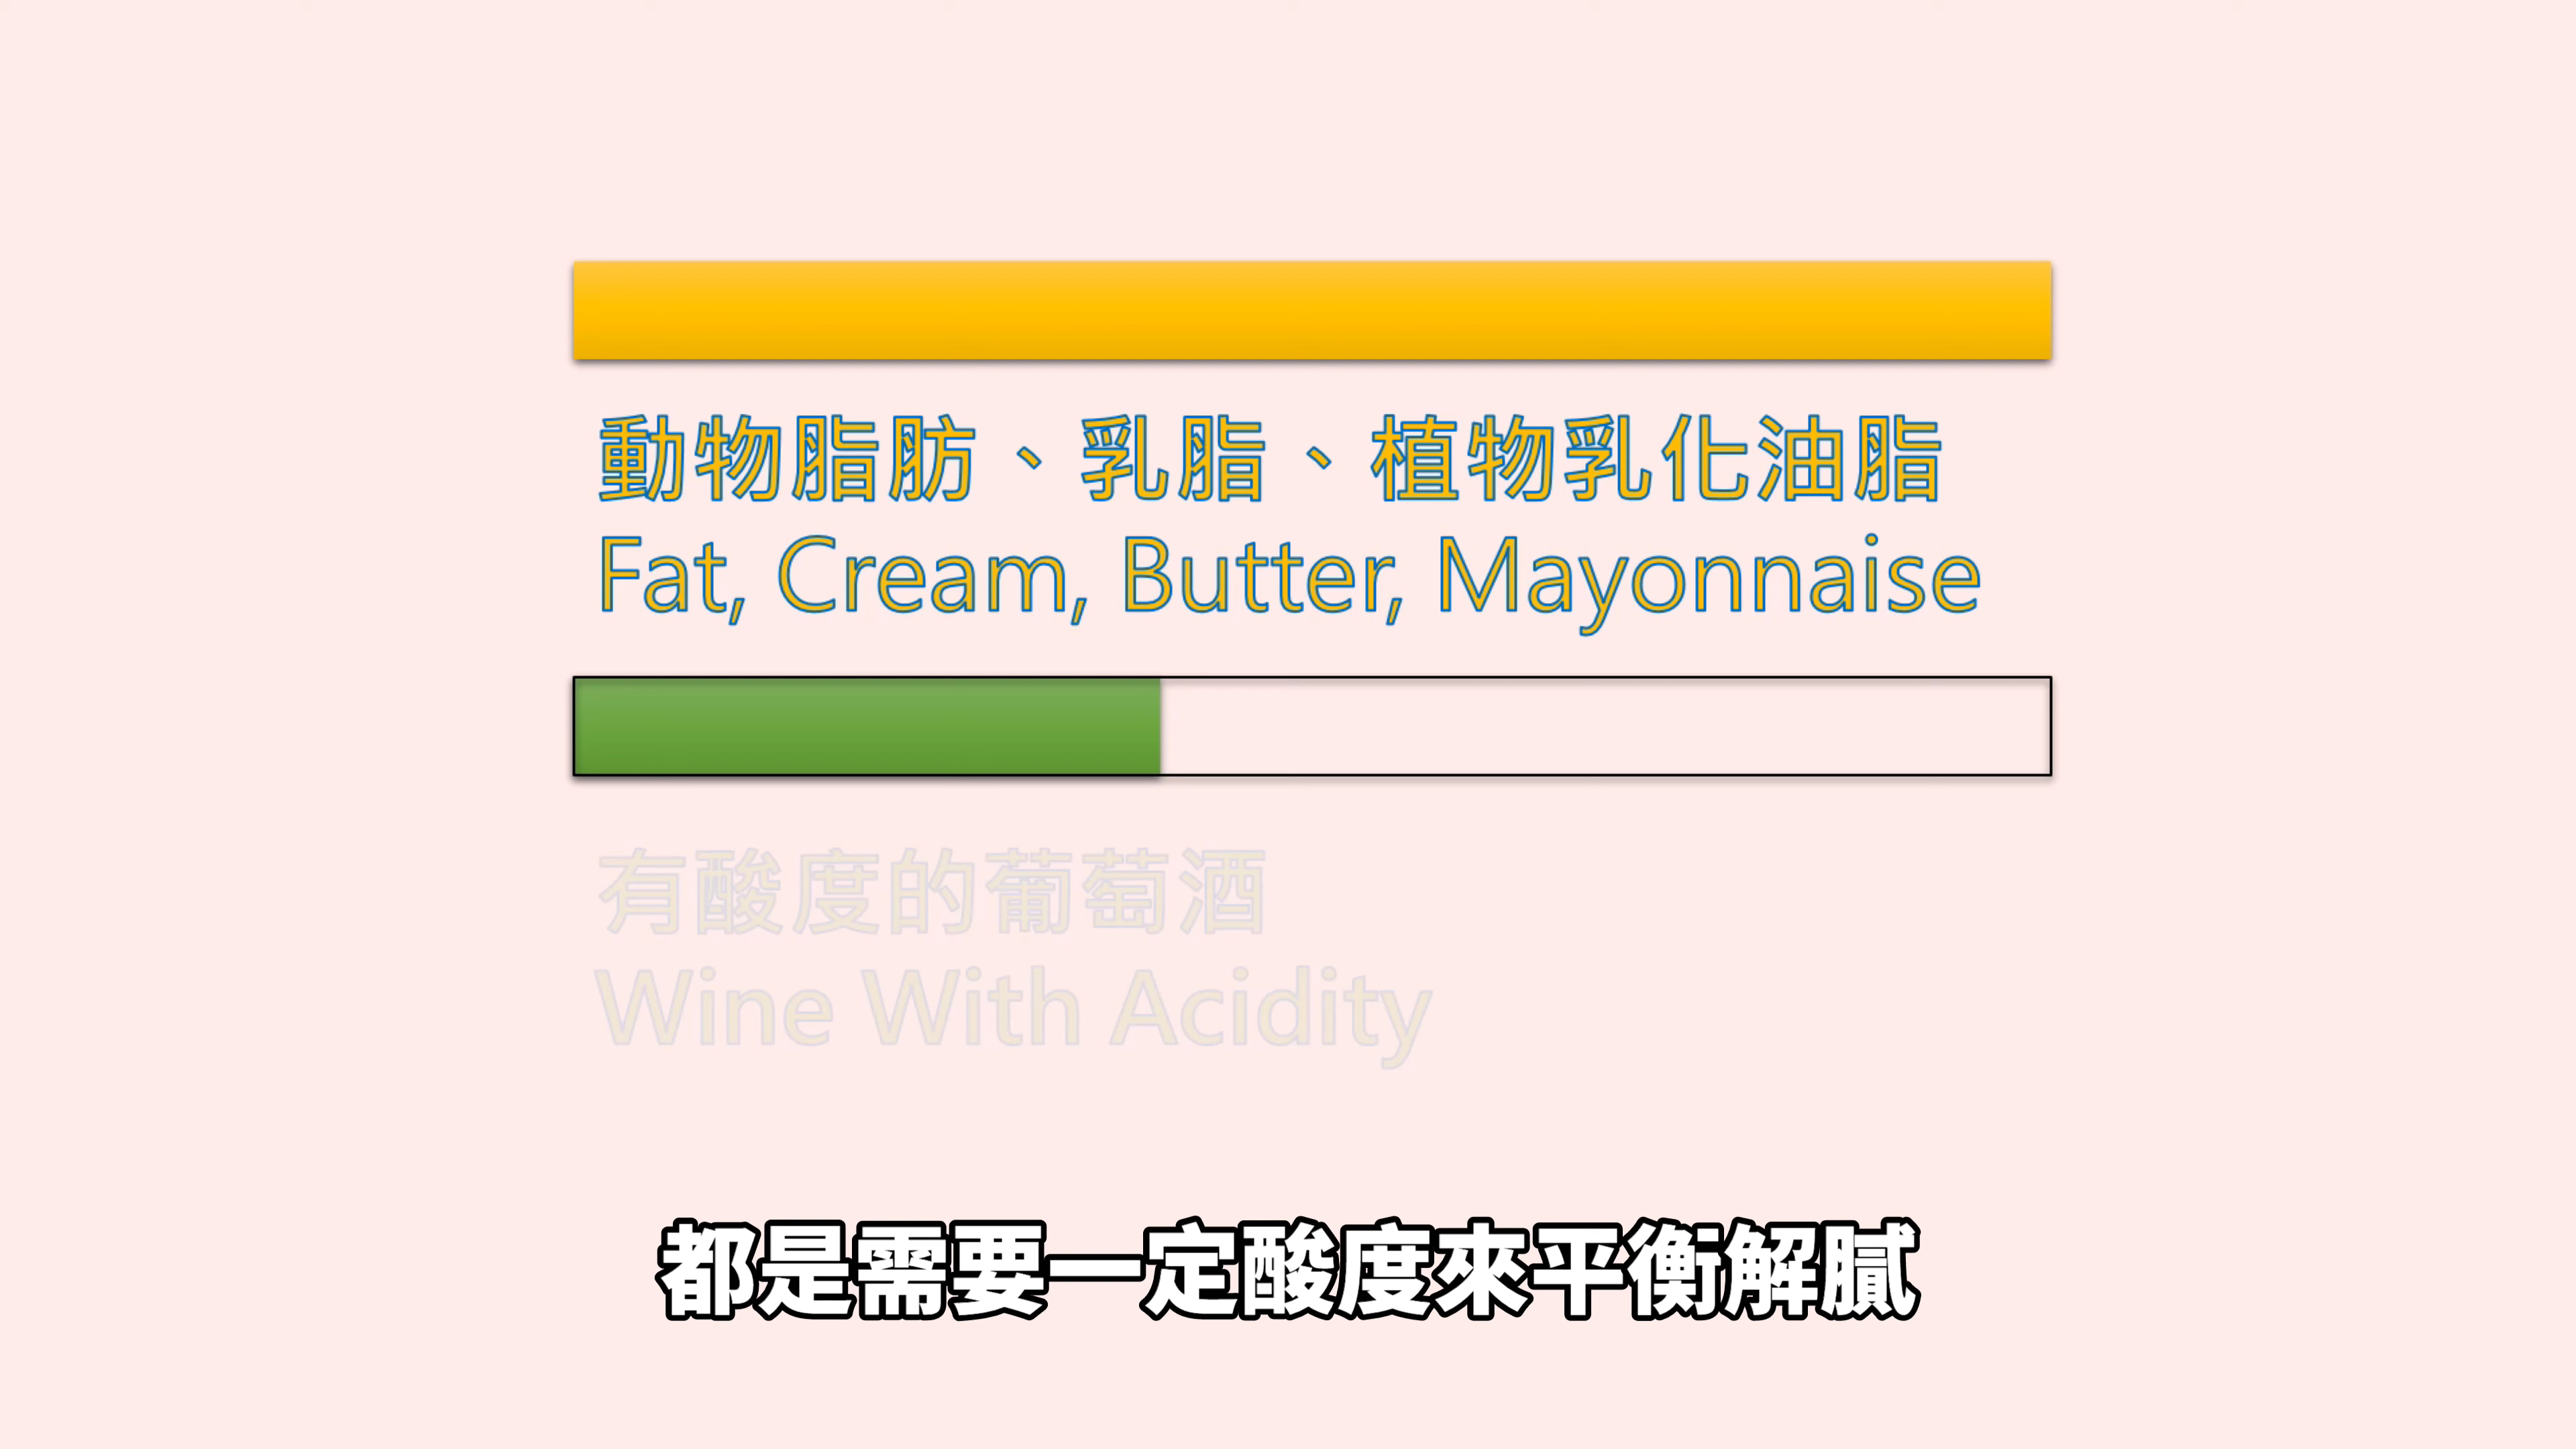 動物脂肪、乳脂、植物乳化油脂
Fat, Cream, Butter, Mayonnaise
有酸度的葡萄酒
Wine With Acidity
都是需要一定酸度來平衡解膩